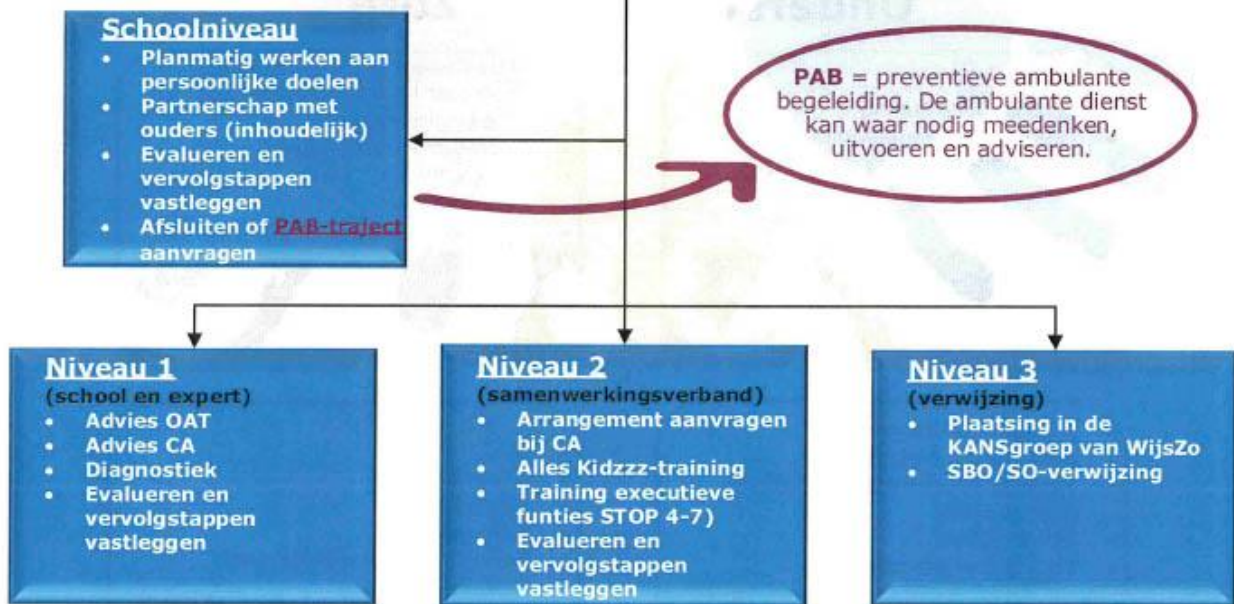 Schoolniveau
• Planmatig werken aan
persoonlijke doelen
• Partnerschap met
ouders (inhoudelijk)
• Evalueren en
vervolgstappen
vastleggen
• Afsluiten of PAB-traject
aanvragen
PAB = preventieve ambulante
begeleiding. De ambulante dienst
kan waar nodig meedenken,
uitvoeren en adviseren.
Niveau 1
(school en expert)
• Advies OAT
• Advies CA
• Diagnostiek
• Evalueren en
vervolgstappen
vastleggen
Niveau 2
(samenwerkingsverband)
• Arrangement aanvragen
bij CA
• Alles Kidzzz-training
• Training executieve
funties STOP 4-7)
• Evalueren en
vervolgstappen
vastleggen
Niveau 3
(verwijzing)
• Plaatsing in de
KANSgroep van WijsZo
• SBO/SO-verwijzing